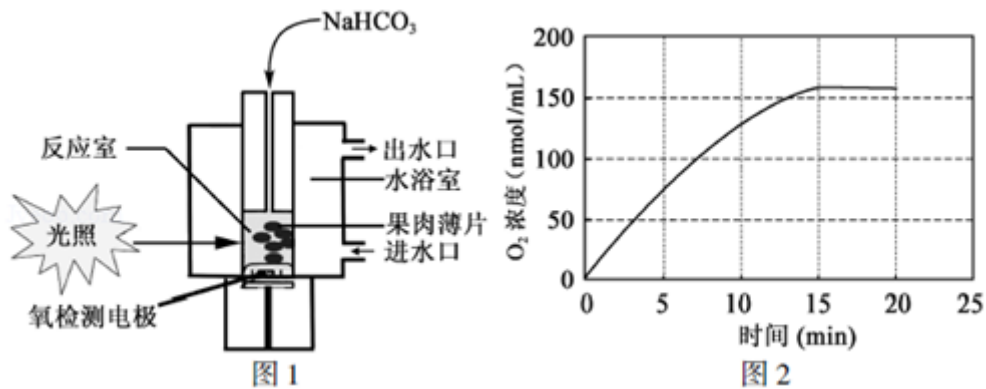 NaHCO₃
反应室
出水口
水浴室
光照
果肉薄片
进水口
氧检测电极
图1
O₂ 浓度 (nmol/mL)
200
150
100
50
0
0 5 10 15 20 25
时间 (min)
图2